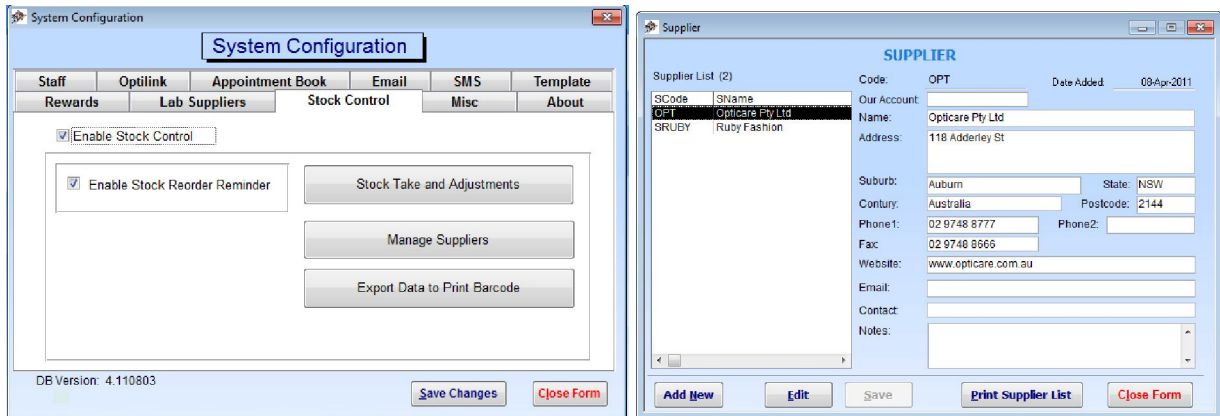 System Configuration
System Configuration
Staff Optilink Appointment Book Email SMS Template
Rewards Lab Suppliers Stock Control Misc About
Enable Stock Control
Enable Stock Reorder Reminder
Stock Take and Adjustments
Manage Suppliers
Export Data to Print Barcode
DB Version: 4.110803
Save Changes Close Form
Supplier
SUPPLIER
Supplier List (2)
SCode SName
OPT Opticare Pty Ltd
SRUBY Ruby Fashion
Code: OPT Date Added: 08-Apr-2011
Our Account:
Name: Opticare Pty Ltd
Address: 118 Adderley St
Suburb: Auburn State: NSW
Contury: Australia Postcode: 2144
Phone1: 02 9748 8777 Phone2:
Fax: 02 9748 8666
Website: www.opticare.com.au
Email:
Contact:
Notes:
Add New Edit Save Print Supplier List Close Form